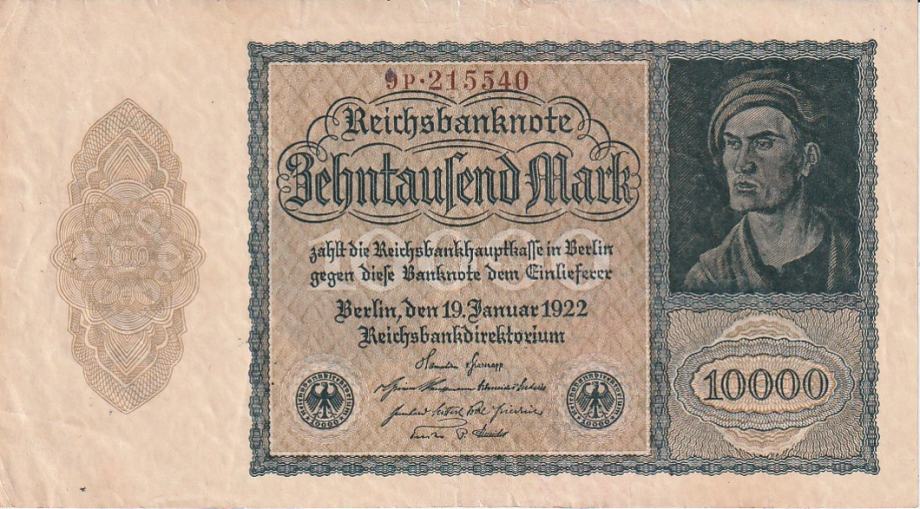 9P·215540
Reichsbanknote
Zehntauſend Mark
10000
zahlt die Reichsbankhauptkaſſe in Berlin
gegen dieſe Banknote dem Einlieferer
Berlin, den 19. Januar 1922
Reichsbankdirektorium
10000